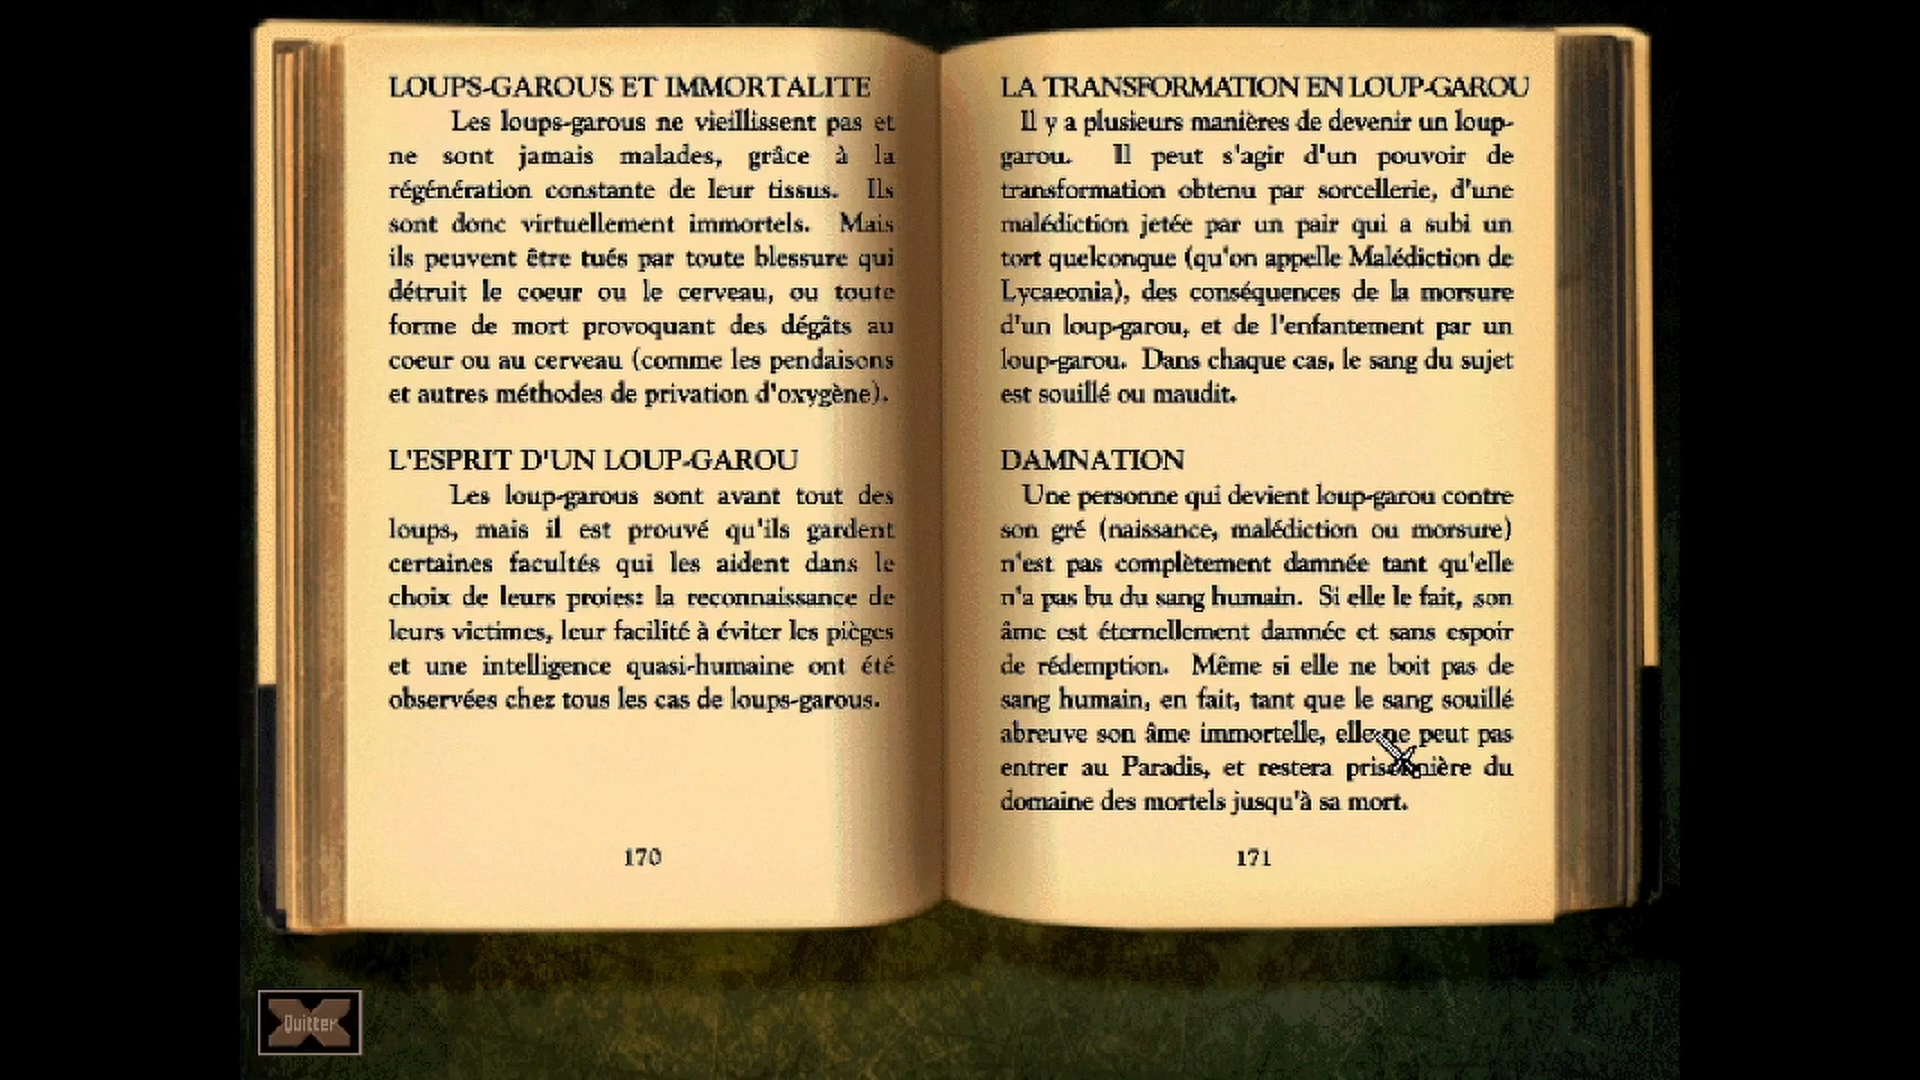 LOUPS-GAROUS ET IMMORTALITE
Les loups-garous ne vieillissent pas et
ne sont jamais malades, grâce à la
régénération constante de leur tissus. Ils
sont donc virtuellement immortels. Mais
ils peuvent être tués par toute blessure qui
détruit le coeur ou le cerveau, ou toute
forme de mort provoquant des dégâts au
coeur ou au cerveau (comme les pendaisons
et autres méthodes de privation d'oxygène).
L'ESPRIT D'UN LOUP-GAROU
Les loup-garous sont avant tout des
loups, mais il est prouvé qu'ils gardent
certaines facultés qui les aident dans le
choix de leurs proies: la reconnaissance de
leurs victimes, leur facilité à éviter les pièges
et une intelligence quasi-humaine ont été
observées chez tous les cas de loups-garous.
170
LA TRANSFORMATION EN LOUP-GAROU
Il y a plusieurs manières de devenir un loup-
garou. Il peut s'agir d'un pouvoir de
transformation obtenu par sorcellerie, d'une
malédiction jetée par un pair qui a subi un
tort quelconque (qu'on appelle Malédiction de
Lycaeonia), des conséquences de la morsure
d'un loup-garou, et de l'enfantement par un
loup-garou. Dans chaque cas, le sang du sujet
est souillé ou maudit.
DAMNATION
Une personne qui devient loup-garou contre
son gré (naissance, malédiction ou morsure)
n'est pas complètement damnée tant qu'elle
n'a pas bu du sang humain. Si elle le fait, son
âme est éternellement damnée et sans espoir
de rédemption. Même si elle ne boit pas de
sang humain, en fait, tant que le sang souillé
abreuve son âme immortelle, elle ne peut pas
entrer au Paradis, et restera prisonnière du
domaine des mortels jusqu'à sa mort.
171
Quitter